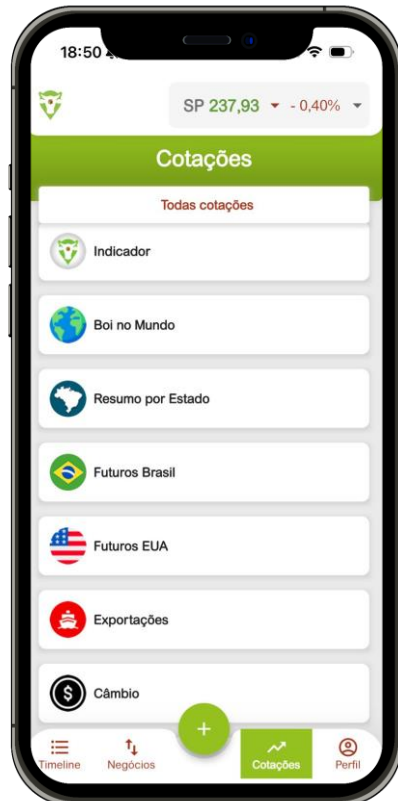 18:50
SP 237,93 - 0,40%
Cotações
Todas cotações
Indicador
Boi no Mundo
Resumo por Estado
Futuros Brasil
Futuros EUA
Exportações
$ Câmbio
+
Timeline Negócios Cotações Perfil